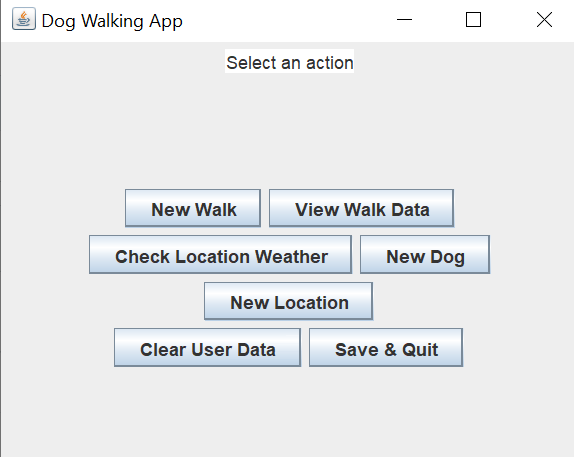 Dog Walking App
Select an action
New Walk View Walk Data
Check Location Weather New Dog
New Location
Clear User Data Save & Quit